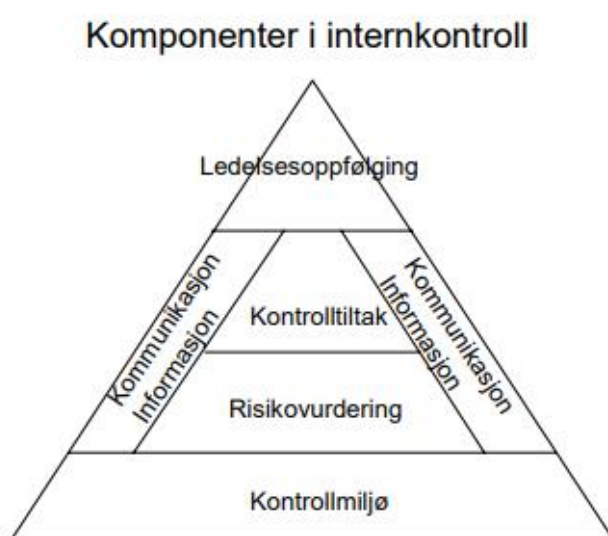 Komponenter i internkontroll
Ledelsesoppfølging
Kommunikasjon
Informasjon
Kontrolltiltak
Informasjon
Kommunikasjon
Risikovurdering
Kontrollmiljø